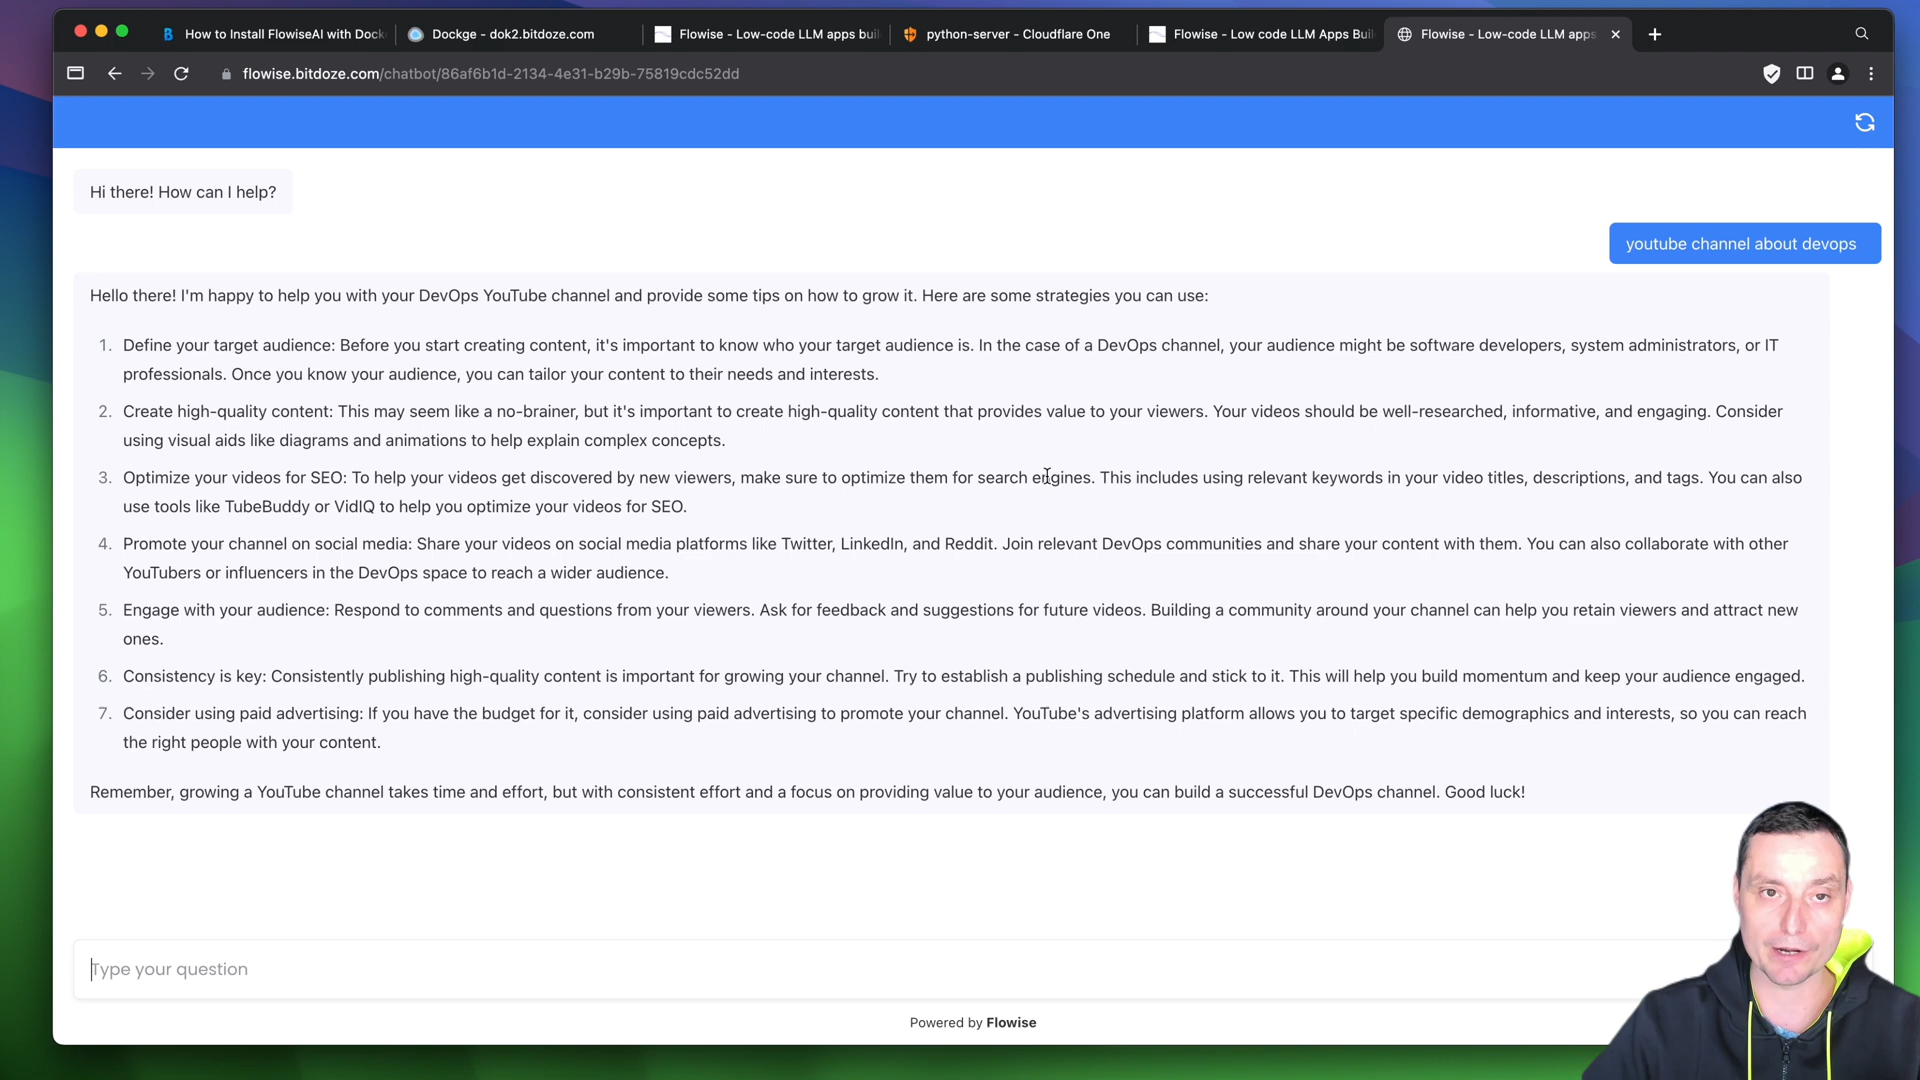 How to Install FlowiseAI with Dock
Dockge - dok2.bitdoze.com
Flowise - Low-code LLM apps buil
python-server - Cloudflare One
Flowise - Low code LLM Apps Buil
Flowise - Low-code LLM apps
flowise.bitdoze.com/chatbot/86af6b1d-2134-4e31-b29b-75819cdc52dd
Hi there! How can I help?
youtube channel about devops
Hello there! I'm happy to help you with your DevOps YouTube channel and provide some tips on how to grow it. Here are some strategies you can use:
1. Define your target audience: Before you start creating content, it's important to know who your target audience is. In the case of a DevOps channel, your audience might be software developers, system administrators, or IT
professionals. Once you know your audience, you can tailor your content to their needs and interests.
2. Create high-quality content: This may seem like a no-brainer, but it's important to create high-quality content that provides value to your viewers. Your videos should be well-researched, informative, and engaging. Consider
using visual aids like diagrams and animations to help explain complex concepts.
3. Optimize your videos for SEO: To help your videos get discovered by new viewers, make sure to optimize them for search engines. This includes using relevant keywords in your video titles, descriptions, and tags. You can also
use tools like TubeBuddy or VidIQ to help you optimize your videos for SEO.
4. Promote your channel on social media: Share your videos on social media platforms like Twitter, LinkedIn, and Reddit. Join relevant DevOps communities and share your content with them. You can also collaborate with other
YouTubers or influencers in the DevOps space to reach a wider audience.
5. Engage with your audience: Respond to comments and questions from your viewers. Ask for feedback and suggestions for future videos. Building a community around your channel can help you retain viewers and attract new
ones.
6. Consistency is key: Consistently publishing high-quality content is important for growing your channel. Try to establish a publishing schedule and stick to it. This will help you build momentum and keep your audience engaged.
7. Consider using paid advertising: If you have the budget for it, consider using paid advertising to promote your channel. YouTube's advertising platform allows you to target specific demographics and interests, so you can reach
the right people with your content.
Remember, growing a YouTube channel takes time and effort, but with consistent effort and a focus on providing value to your audience, you can build a successful DevOps channel. Good luck!
Type your question
Powered by Flowise